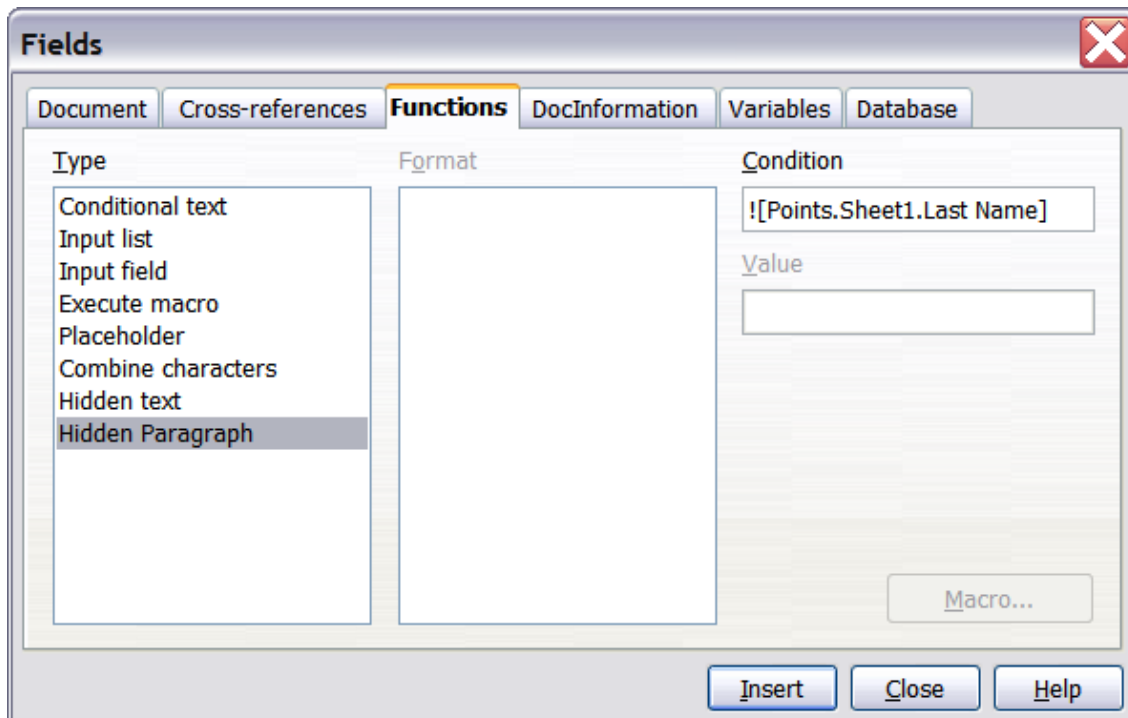 Fields
Document Cross-references Functions DocInformation Variables Database
Type
Conditional text
Input list
Input field
Execute macro
Placeholder
Combine characters
Hidden text
Hidden Paragraph
Format
Condition
![Points.Sheet1.Last Name]
Value
Macro...
Insert Close Help